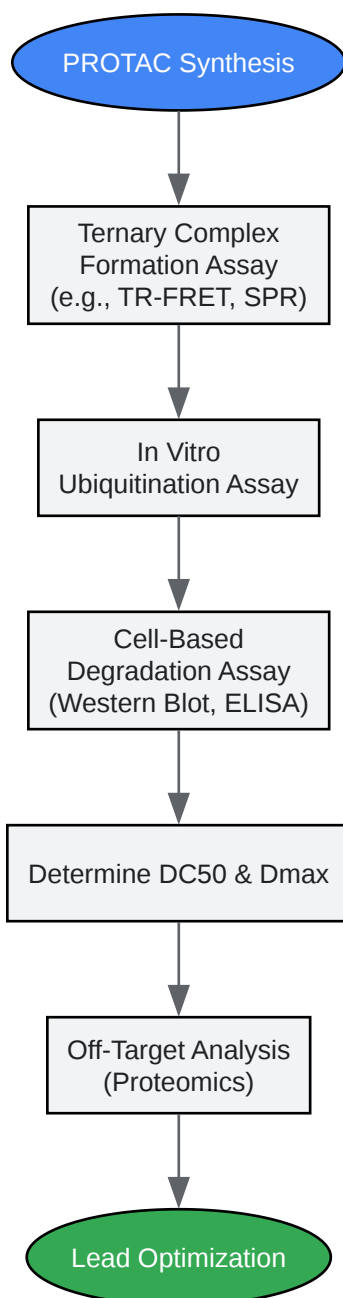 PROTAC Synthesis
Ternary Complex
Formation Assay
(e.g., TR-FRET, SPR)
In Vitro
Ubiquitination Assay
Cell-Based
Degradation Assay
(Western Blot, ELISA)
Determine DC50 & Dmax
Off-Target Analysis
(Proteomics)
Lead Optimization